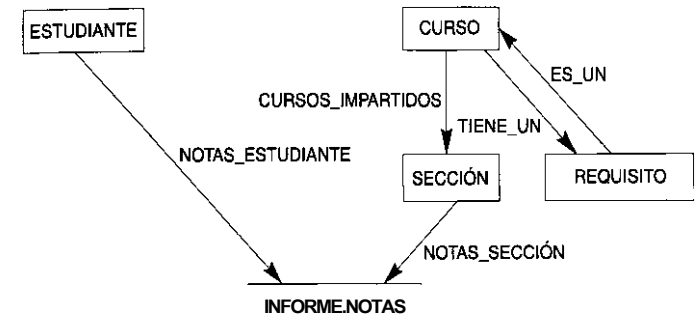 ESTUDIANTE
CURSO
ES_UN
CURSOS_IMPARTIDOS
TIENE_UN
NOTAS_ESTUDIANTE
SECCIÓN
REQUISITO
NOTAS_SECCIÓN
INFORME.NOTAS